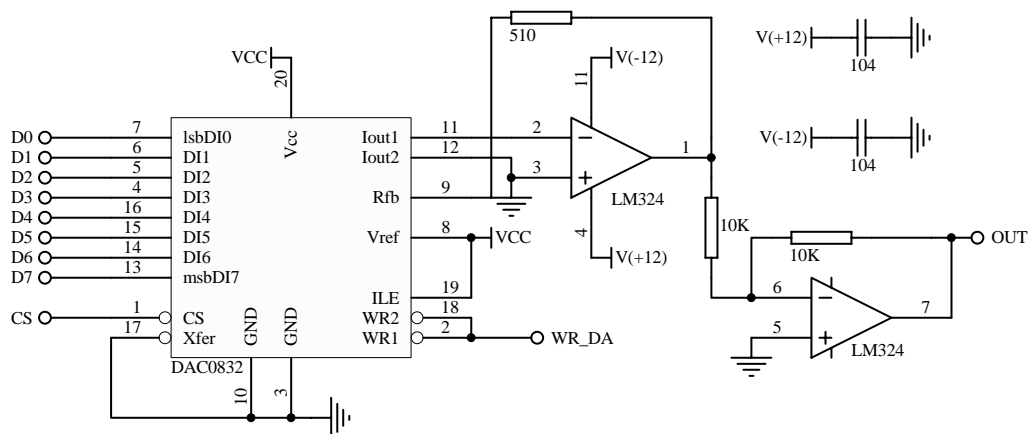 510
V(+12)
104
VCC
20
V(-12)
11
D0
7
lsbDI0
Vcc
Iout1
11
2
V(-12)
104
D1
6
DI1
Iout2
12
1
D2
5
DI2
3
D3
4
DI3
Rfb
9
LM324
D4
16
DI4
10K
D5
15
DI5
Vref
8
VCC
4
OUT
D6
14
DI6
V(+12)
10K
D7
13
msbDI7
ILE
19
6
CS
1
CS
GND
GND
WR2
18
7
17
Xfer
WR1
2
WR_DA
5
DAC0832
LM324
10
3